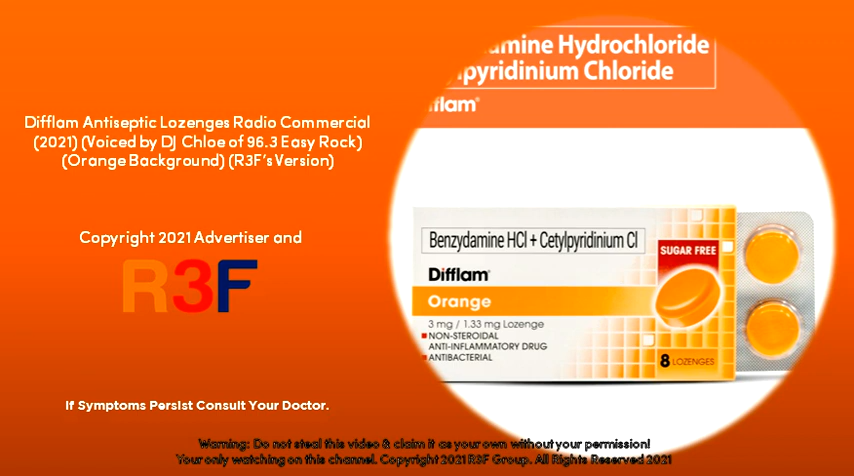 Difflam Antiseptic Lozenges Radio Commercial
(2021) (Voiced by DJ Chloe of 96.3 Easy Rock)
(Orange Background) (R3F's Version)
Copyright 2021 Advertiser and
R3F
If Symptoms Persist Consult Your Doctor.
Hydrochloride
Chloride
Benzydamine HCl + Cetylpyridinium Cl
SUGAR FREE
Difflam®
Orange
3 mg / 1.33 mg Lozenge
NON-STEROIDAL
ANTI-INFLAMMATORY DRUG
ANTIBACTERIAL
8 LOZENGES
Warning: Do not steal this video & claim it as your own without your permission!
Your only watching on this channel. Copyright 2021 R3F Group. All Rights Reserved 2021